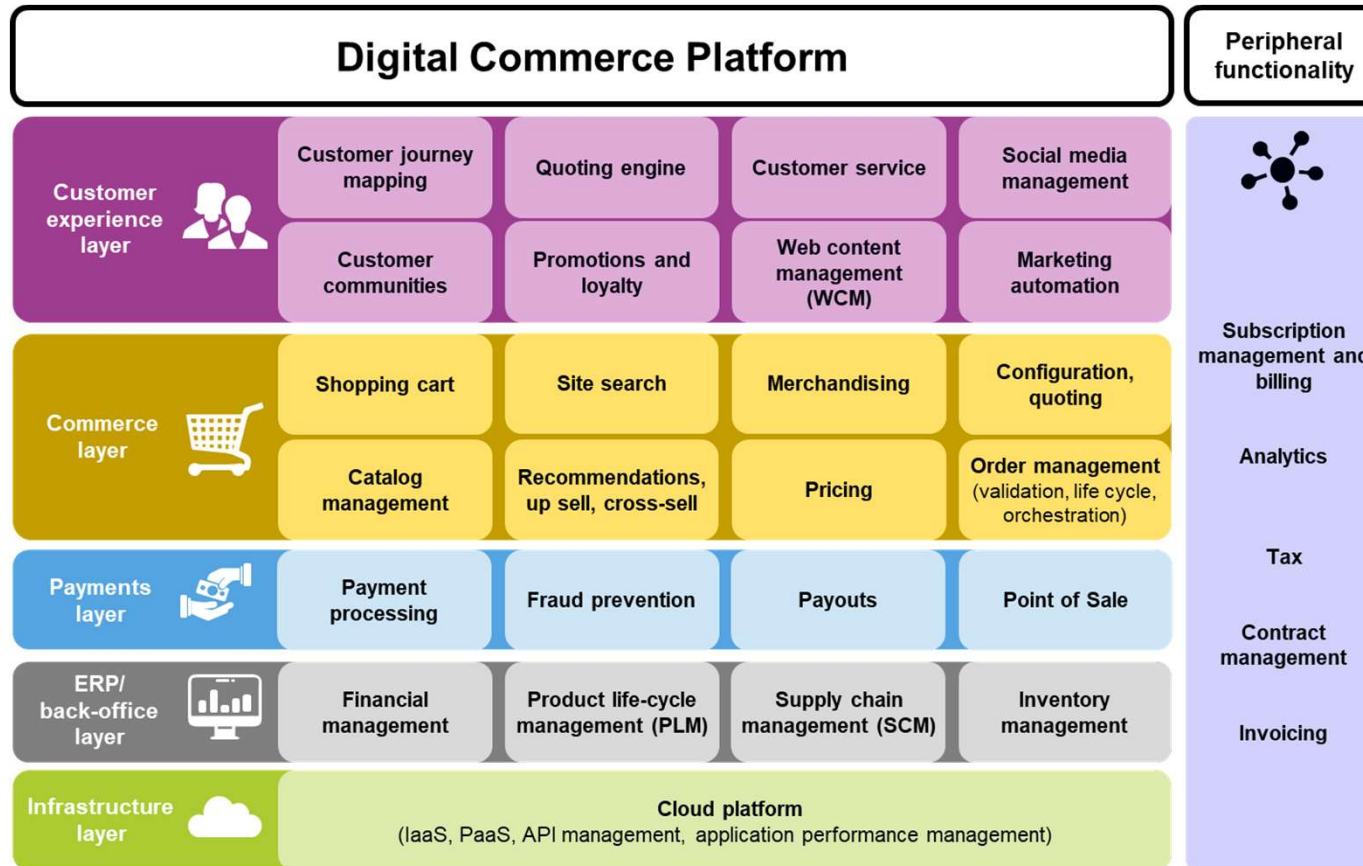 Digital Commerce Platform
Peripheral
functionality
Customer
experience
layer
Customer journey
mapping
Quoting engine
Customer service
Social media
management
Customer
communities
Promotions and
loyalty
Web content
management
(WCM)
Marketing
automation
Commerce
layer
Shopping cart
Site search
Merchandising
Configuration,
quoting
Catalog
management
Recommendations,
up sell, cross-sell
Pricing
Order management
(validation, life cycle,
orchestration)
Payments
layer
Payment
processing
Fraud prevention
Payouts
Point of Sale
ERP/
back-office
layer
Financial
management
Product life-cycle
management (PLM)
Supply chain
management (SCM)
Inventory
management
Infrastructure
layer
Cloud platform
(IaaS, PaaS, API management, application performance management)
Subscription
management and
billing
Analytics
Tax
Contract
management
Invoicing